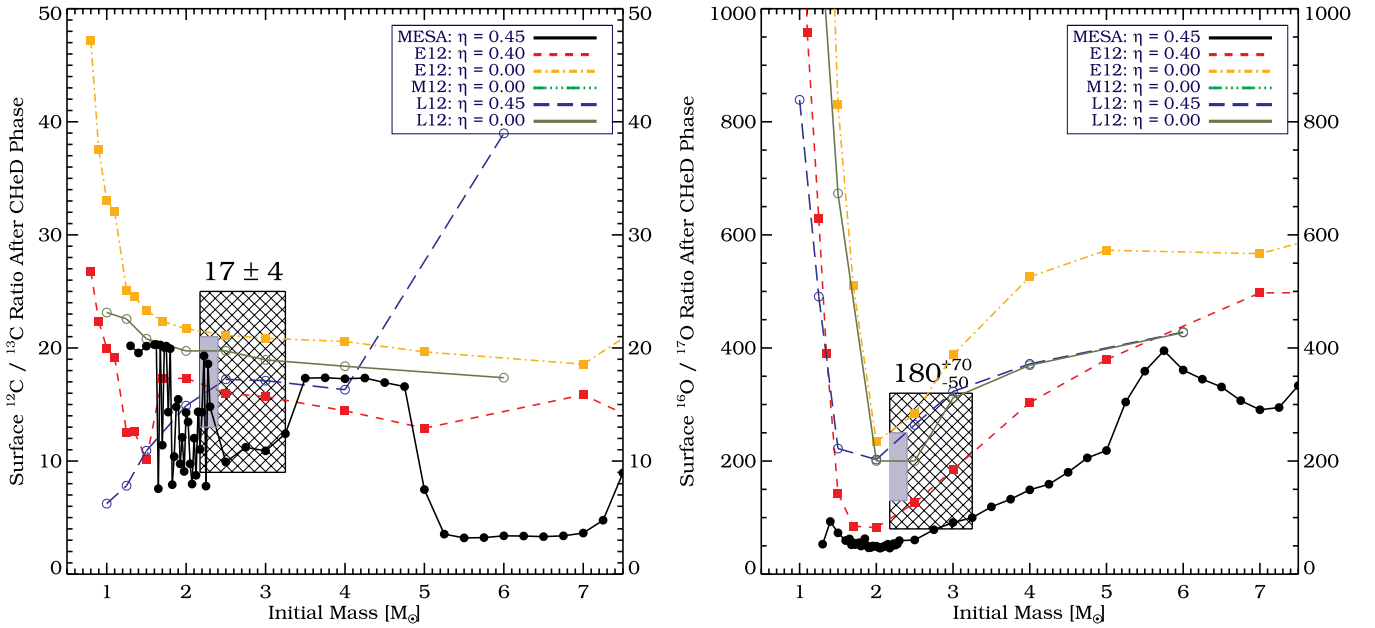 50
40
30
20
10
0
50
40
30
20
10
0
Surface ¹²C / ¹³C Ratio After CHeD Phase
MESA: η = 0.45
E12: η = 0.40
E12: η = 0.00
M12: η = 0.00
L12: η = 0.45
L12: η = 0.00
17 ± 4
1 2 3 4 5 6 7
Initial Mass [M☉]
1000
800
600
400
200
0
1000
800
600
400
200
0
Surface ¹⁶O / ¹⁷O Ratio After CHeD Phase
MESA: η = 0.45
E12: η = 0.40
E12: η = 0.00
M12: η = 0.00
L12: η = 0.45
L12: η = 0.00
180 +70 -50
1 2 3 4 5 6 7
Initial Mass [M☉]